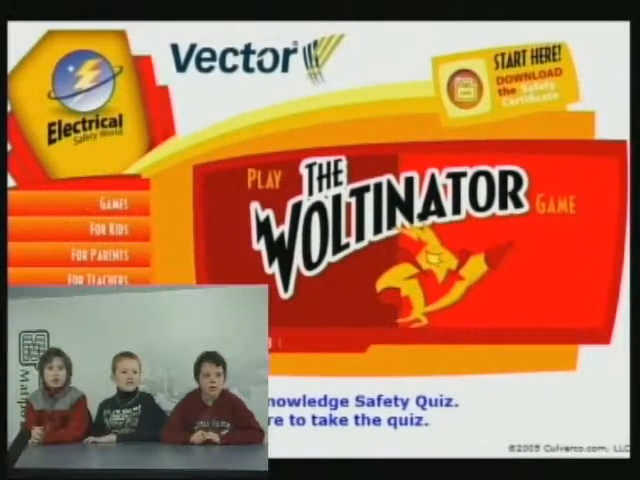 Vector
START HERE!
DOWNLOAD
the Safety
Certificate
Electrical
Safety World
PLAY THE
WOLTINATOR GAME
GAMES
FOR KIDS
FOR PARENTS
FOR TEACHERS
nowledge Safety Quiz.
re to take the quiz.
©2005 Culverco.com, LLC